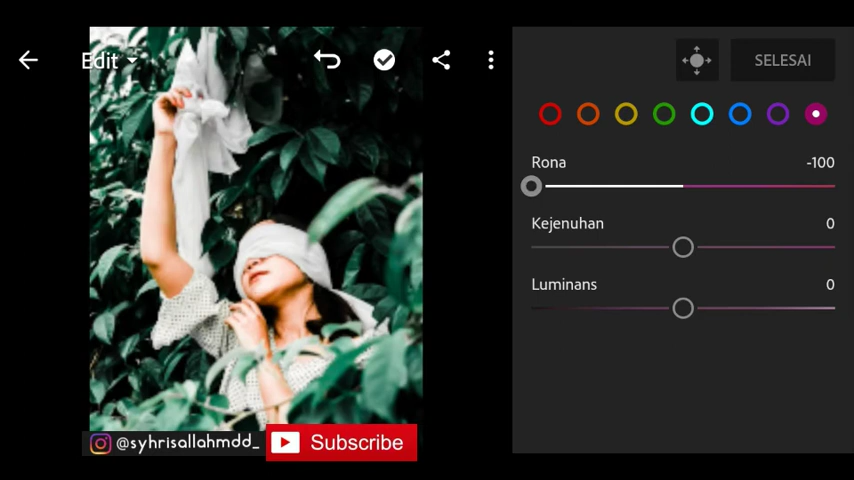 Edit
SELESAI
Rona -100
Kejenuhan 0
Luminans 0
@syhrisallahmdd_
Subscribe